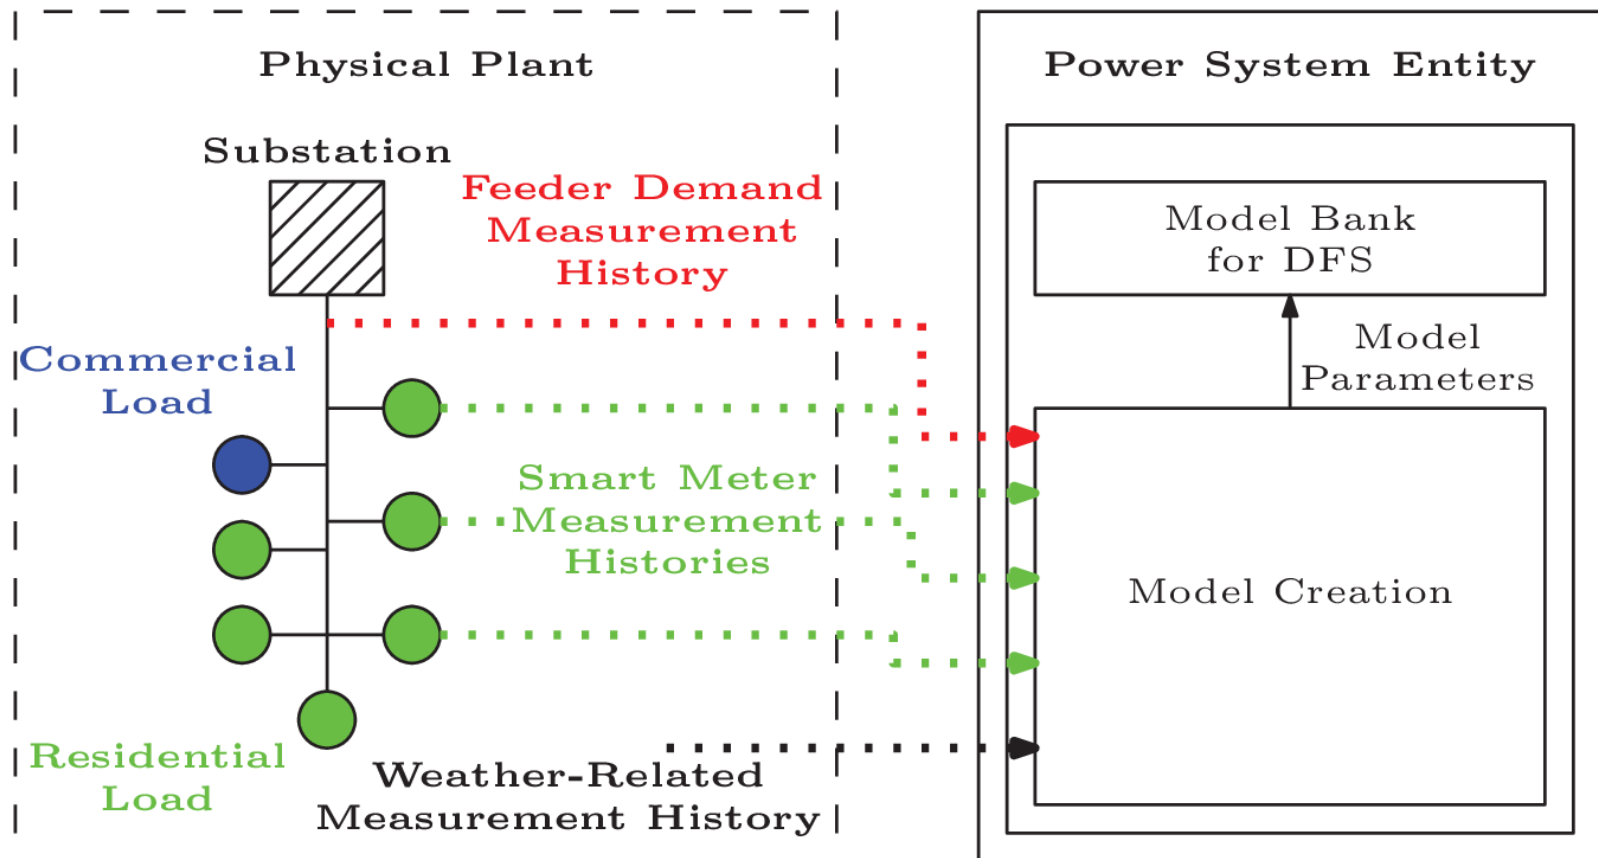 Physical Plant
Substation
Feeder Demand
Measurement
History
Commercial
Load
Smart Meter
Measurement
Histories
Residential
Load
Weather-Related
Measurement History
Power System Entity
Model Bank
for DFS
Model
Parameters
Model Creation